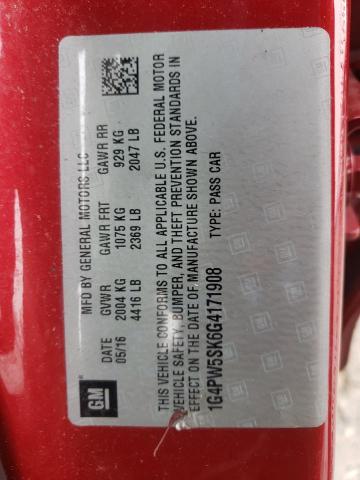 MFD BY GENERAL MOTORS LLC
DATE GVWR GAWR FRT GAWR RR
05/16 2004 KG 1075 KG 929 KG
4416 LB 2369 LB 2047 LB
THIS VEHICLE CONFORMS TO ALL APPLICABLE U.S. FEDERAL MOTOR
VEHICLE SAFETY, BUMPER, AND THEFT PREVENTION STANDARDS IN
EFFECT ON THE DATE OF MANUFACTURE SHOWN ABOVE.
1G4PW5SK6G4171908 TYPE: PASS CAR
GM